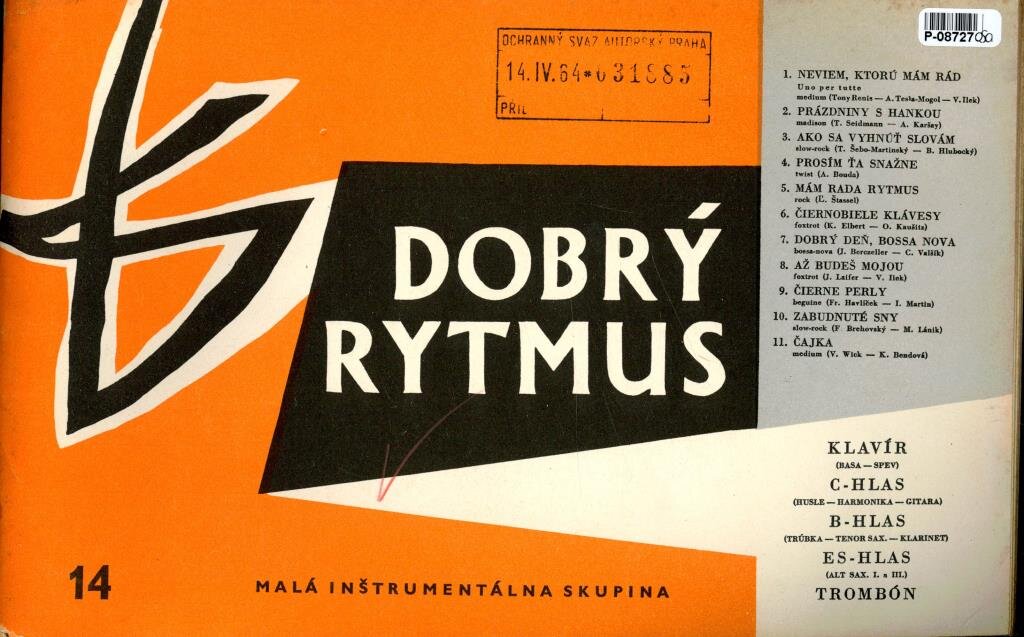 OCHRANNÝ SVAZ AUTORSKÝ PRAHA
14.IV.64*031885
PŘÍL
P-08727
DOBRÝ
RYTMUS
14
MALÁ INŠTRUMENTÁLNA SKUPINA
1. NEVIEM, KTORÚ MÁM RÁD
Uno per tutte
medium (Tony Renis — A. Testa-Mogol — V. Ilek)
2. PRÁZDNINY S HANKOU
madison (T. Seidmann — A. Karšay)
3. AKO SA VYHNÚŤ SLOVÁM
slow-rock (T. Šebo-Martinský — B. Hlubocký)
4. PROSÍM ŤA SNAŽNE
twist (A. Bouda)
5. MÁM RADA RYTMUS
rock (Ľ. Štassel)
6. ČIERNOBIELE KLÁVESY
foxtrot (K. Elbert — O. Kaušitz)
7. DOBRÝ DEŇ, BOSSA NOVA
bossa-nova (J. Berczeller — C. Valšík)
8. AŽ BUDEŠ MOJOU
foxtrot (J. Laifer — V. Ilek)
9. ČIERNE PERLY
beguine (Fr. Havlíček — I. Martin)
10. ZABUDNUTÉ SNY
slow-rock (F Brehovský — M. Lánik)
11. ČAJKA
medium (V. Wick — K. Bendová)
KLAVÍR
(BASA — SPEV)
C-HLAS
(HUSLE — HARMONIKA — GITARA)
B-HLAS
(TRÚBKA — TENOR SAX. — KLARINET)
ES-HLAS
(ALT SAX. I. a III.)
TROMBÓN